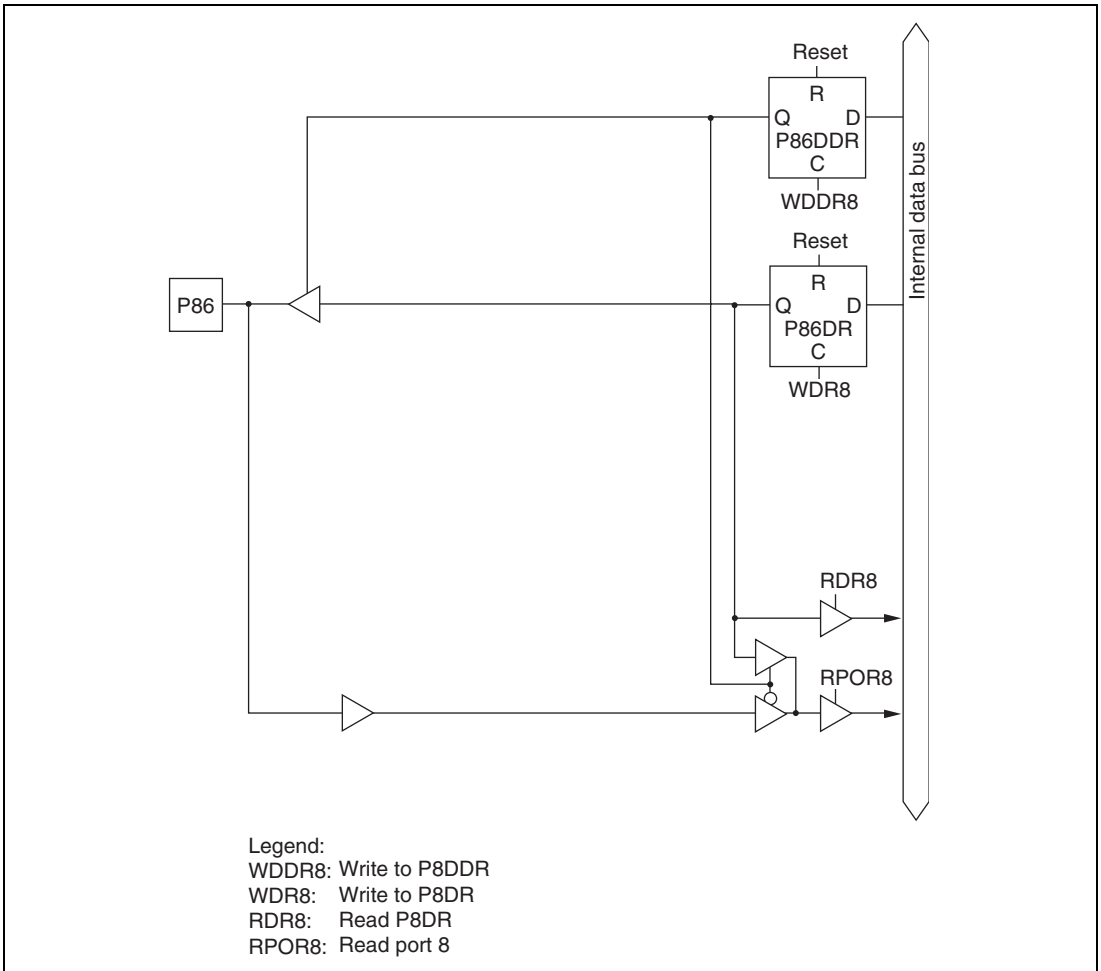 Reset
R
Q D
P86DDR
C
WDDR8
Internal data bus
Reset
R
P86
Q D
P86DR
C
WDR8
RDR8
RPOR8
Legend:
WDDR8: Write to P8DDR
WDR8: Write to P8DR
RDR8: Read P8DR
RPOR8: Read port 8